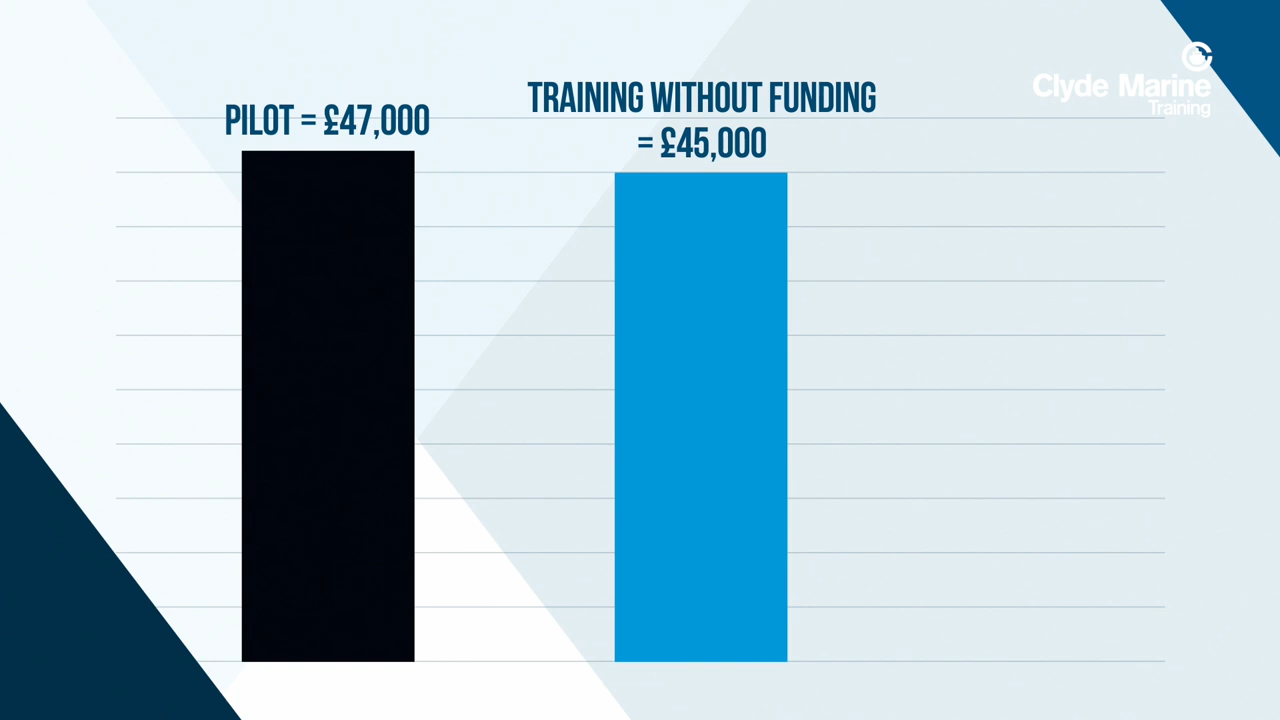 PILOT = £47,000
TRAINING WITHOUT FUNDING
= £45,000
Clyde Marine
Training